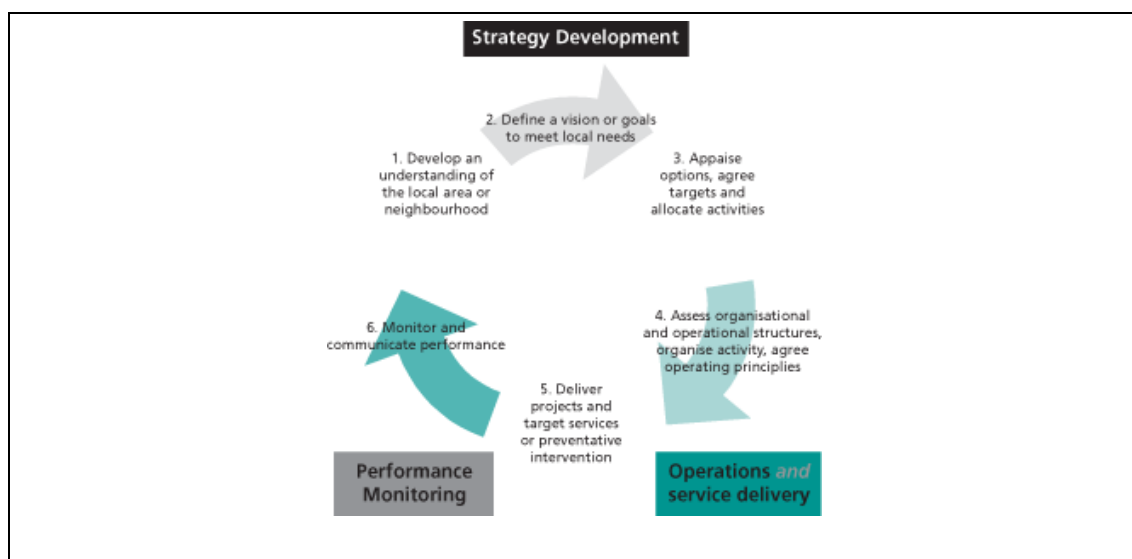 Strategy Development
2. Define a vision or goals
to meet local needs
1. Develop an
understanding of
the local area or
neighbourhood
3. Appaise
options, agree
targets and
allocate activities
4. Assess organisational
and operational structures,
organise activity, agree
operating principlies
5. Deliver
projects and
target services
or preventative
intervention
6. Monitor and
communicate performance
Performance
Monitoring
Operations and
service delivery